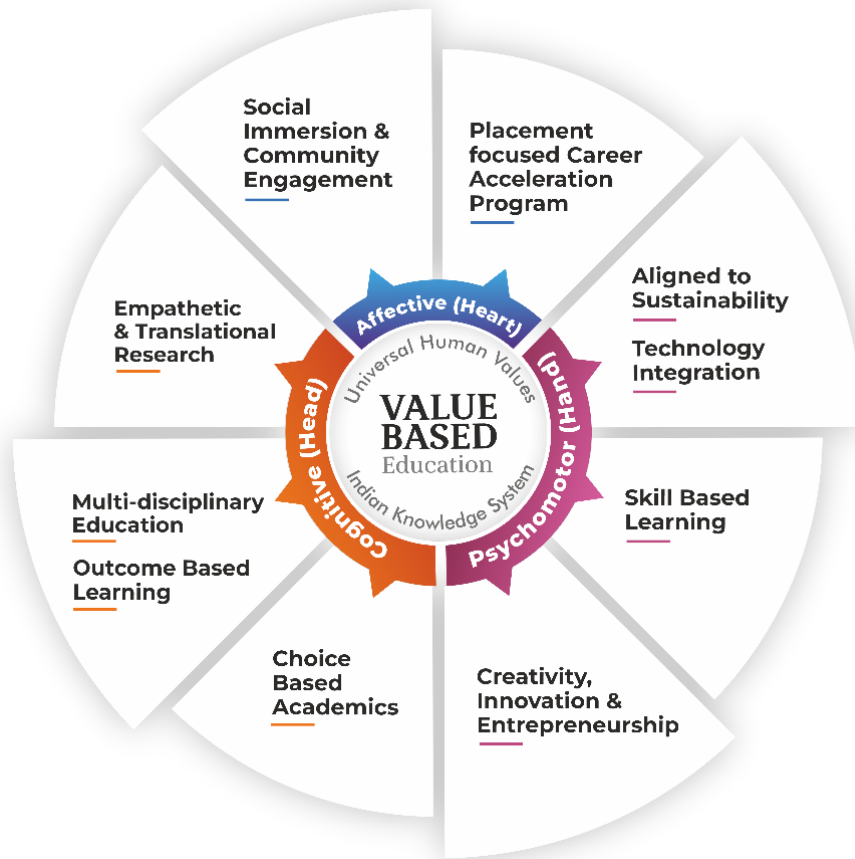 Social
Immersion &
Community
Engagement
Placement
focused Career
Acceleration
Program
Aligned to
Sustainability
Technology
Integration
Skill Based
Learning
Creativity,
Innovation &
Entrepreneurship
Choice
Based
Academics
Multi-disciplinary
Education
Outcome Based
Learning
Empathetic
& Translational
Research
Affective (Heart)
Psychomotor (Hand)
Cognitive (Head)
Universal Human Values
VALUE
BASED
Education
Indian Knowledge System